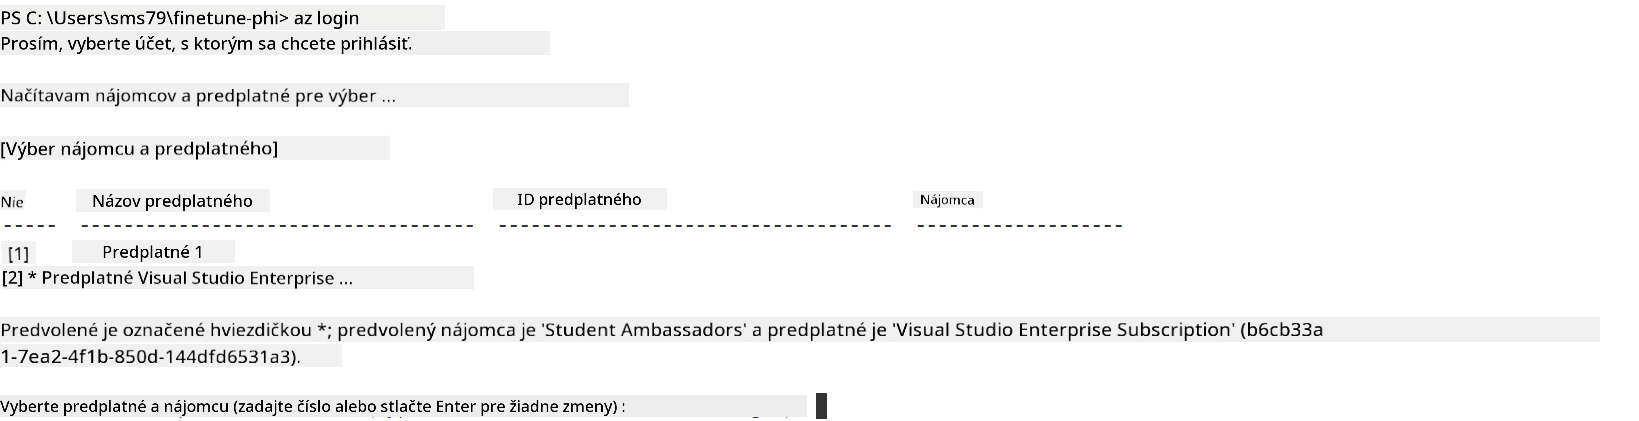 PS C: \Users\sms79\finetune-phi> az login
Prosím, vyberte účet, s ktorým sa chcete prihlásiť.
Načítavam nájomcov a predplatné pre výber ...
[Výber nájomcu a predplatného]
Nie Názov predplatného ID predplatného Nájomca
----- ------------------------------------ ------------------------------------ -------------------
[1] Predplatné 1
[2] * Predplatné Visual Studio Enterprise ...
Predvolené je označené hviezdičkou *; predvolený nájomca je 'Student Ambassadors' a predplatné je 'Visual Studio Enterprise Subscription' (b6cb33a
1-7ea2-4f1b-850d-144dfd6531a3).
Vyberte predplatné a nájomcu (zadajte číslo alebo stlačte Enter pre žiadne zmeny) :